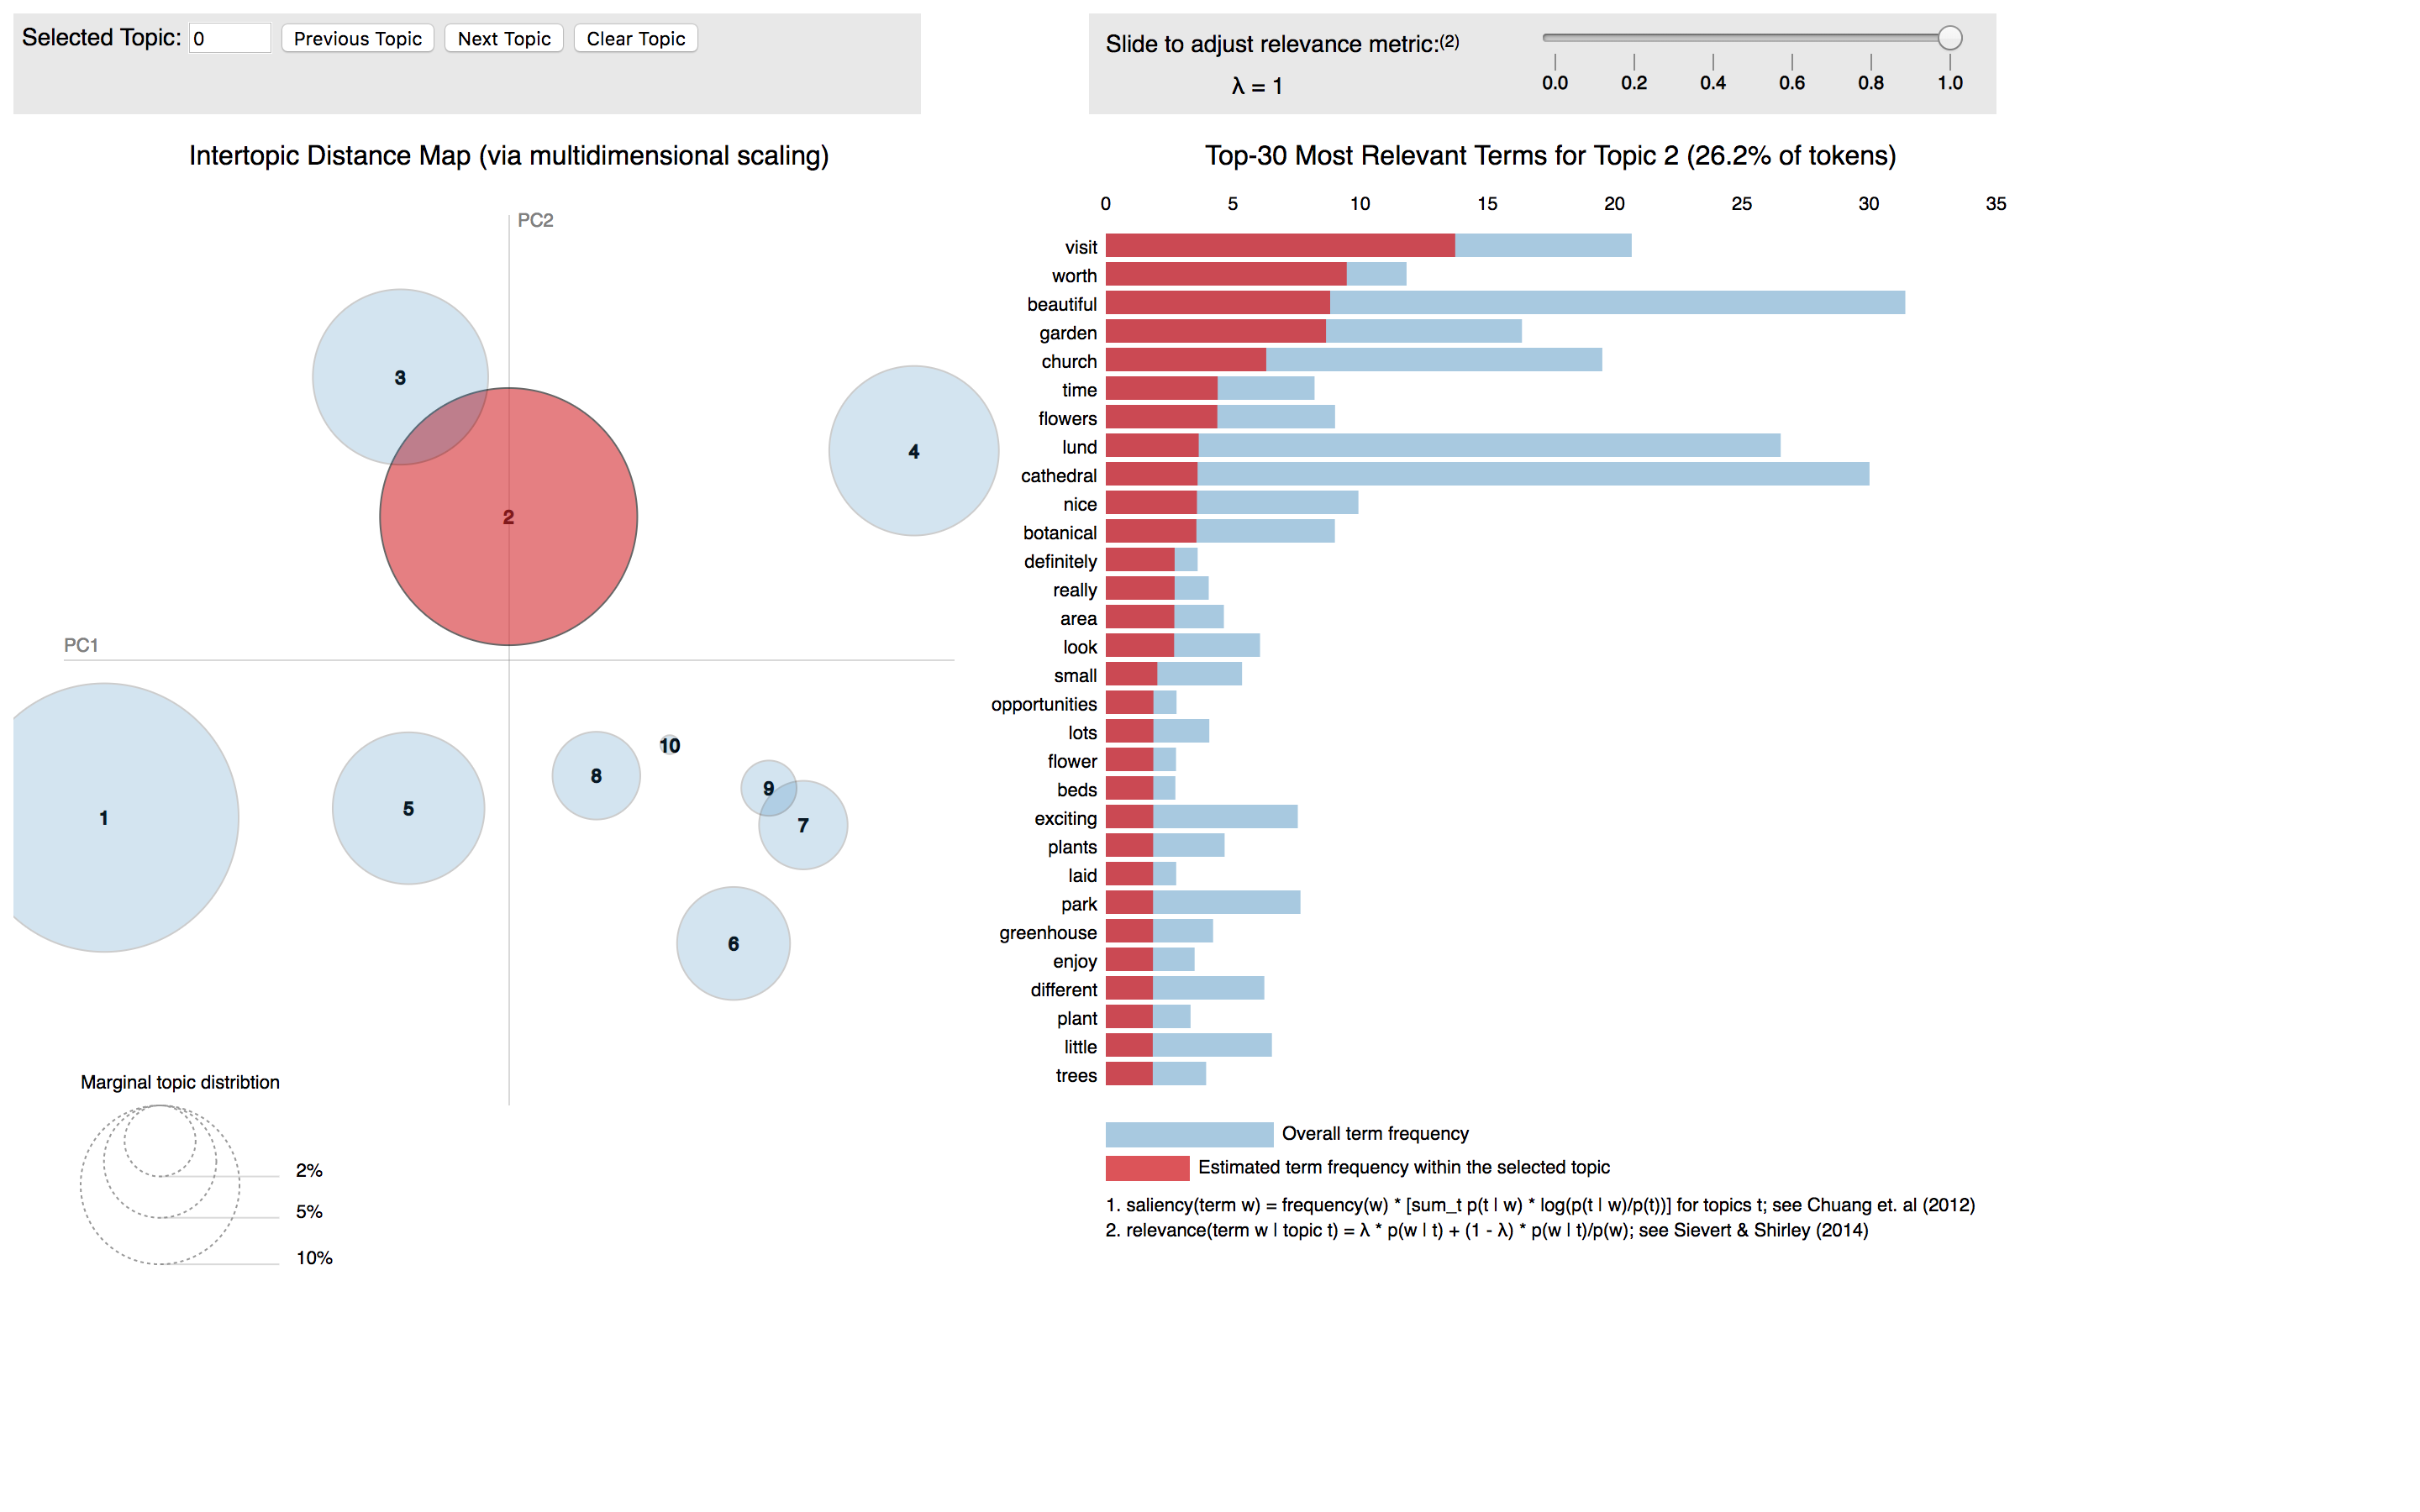 Selected Topic: 0 Previous Topic Next Topic Clear Topic
Slide to adjust relevance metric:(2)
λ = 1
0.0 0.2 0.4 0.6 0.8 1.0
Intertopic Distance Map (via multidimensional scaling)
PC2
3
4
2
PC1
10
8
9
1
5
7
6
Marginal topic distribtion
2%
5%
10%
Top-30 Most Relevant Terms for Topic 2 (26.2% of tokens)
0 5 10 15 20 25 30 35
visit
worth
beautiful
garden
church
time
flowers
lund
cathedral
nice
botanical
definitely
really
area
look
small
opportunities
lots
flower
beds
exciting
plants
laid
park
greenhouse
enjoy
different
plant
little
trees
Overall term frequency
Estimated term frequency within the selected topic
1. saliency(term w) = frequency(w) * [sum_t p(t | w) * log(p(t | w)/p(t))] for topics t; see Chuang et. al (2012)
2. relevance(term w | topic t) = λ * p(w | t) + (1 - λ) * p(w | t)/p(w); see Sievert & Shirley (2014)